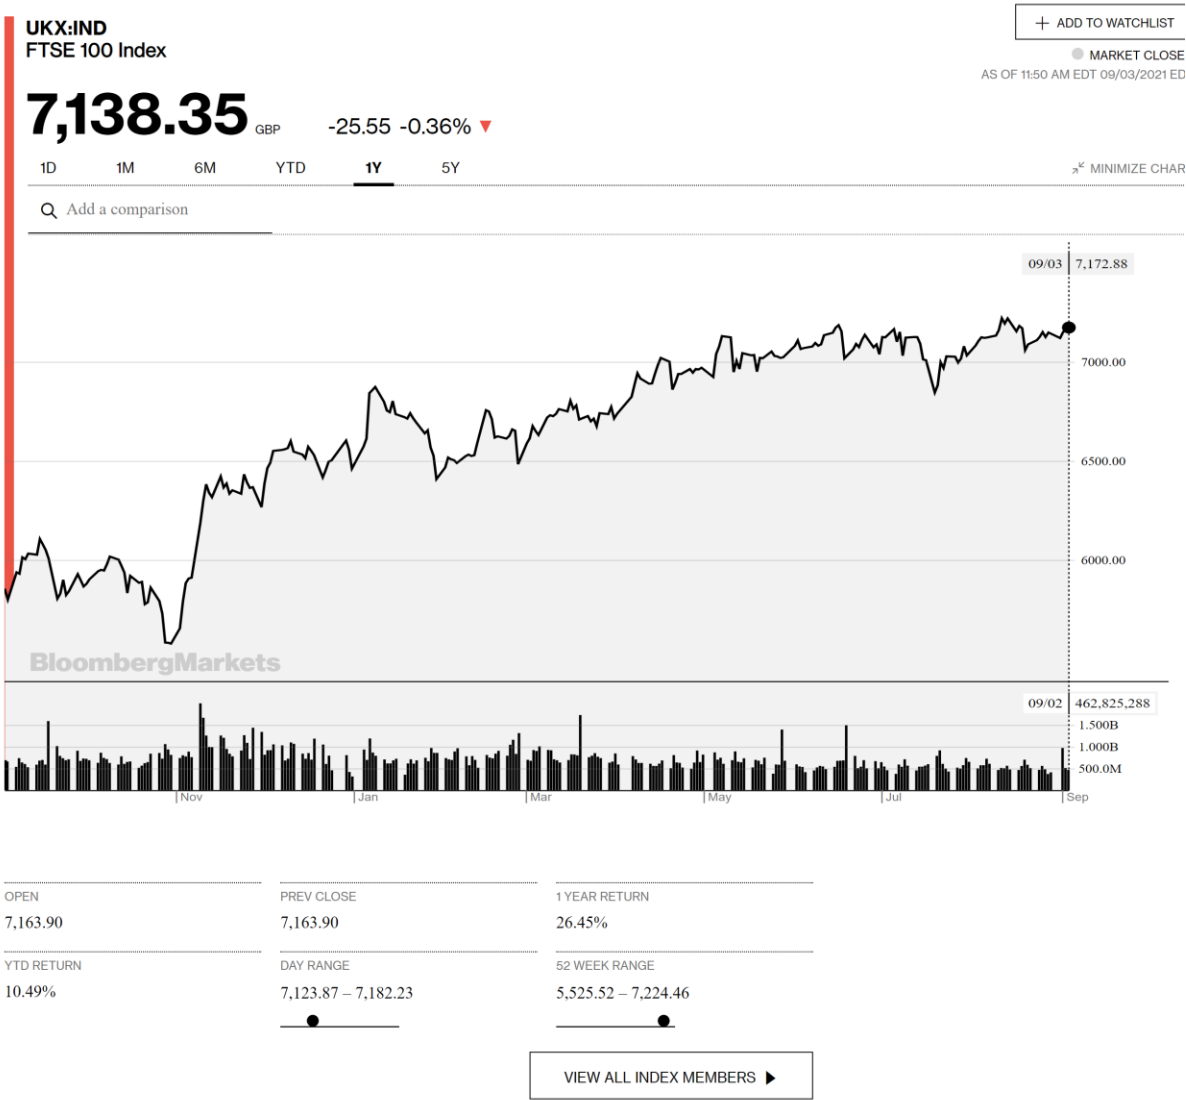 UKX:IND
FTSE 100 Index
+ ADD TO WATCHLIST
MARKET CLOSE
AS OF 11:50 AM EDT 09/03/2021 ED
7,138.35 GBP -25.55 -0.36% ▼
1D 1M 6M YTD 1Y 5Y
MINIMIZE CHAR
Add a comparison
09/03 7,172.88
7000.00
6500.00
6000.00
BloombergMarkets
09/02 462,825,288
1.500B
1.000B
500.0M
Nov Jan Mar May Jul Sep
OPEN PREV CLOSE 1 YEAR RETURN
7,163.90 7,163.90 26.45%
YTD RETURN DAY RANGE 52 WEEK RANGE
10.49% 7,123.87 – 7,182.23 5,525.52 – 7,224.46
VIEW ALL INDEX MEMBERS ▶